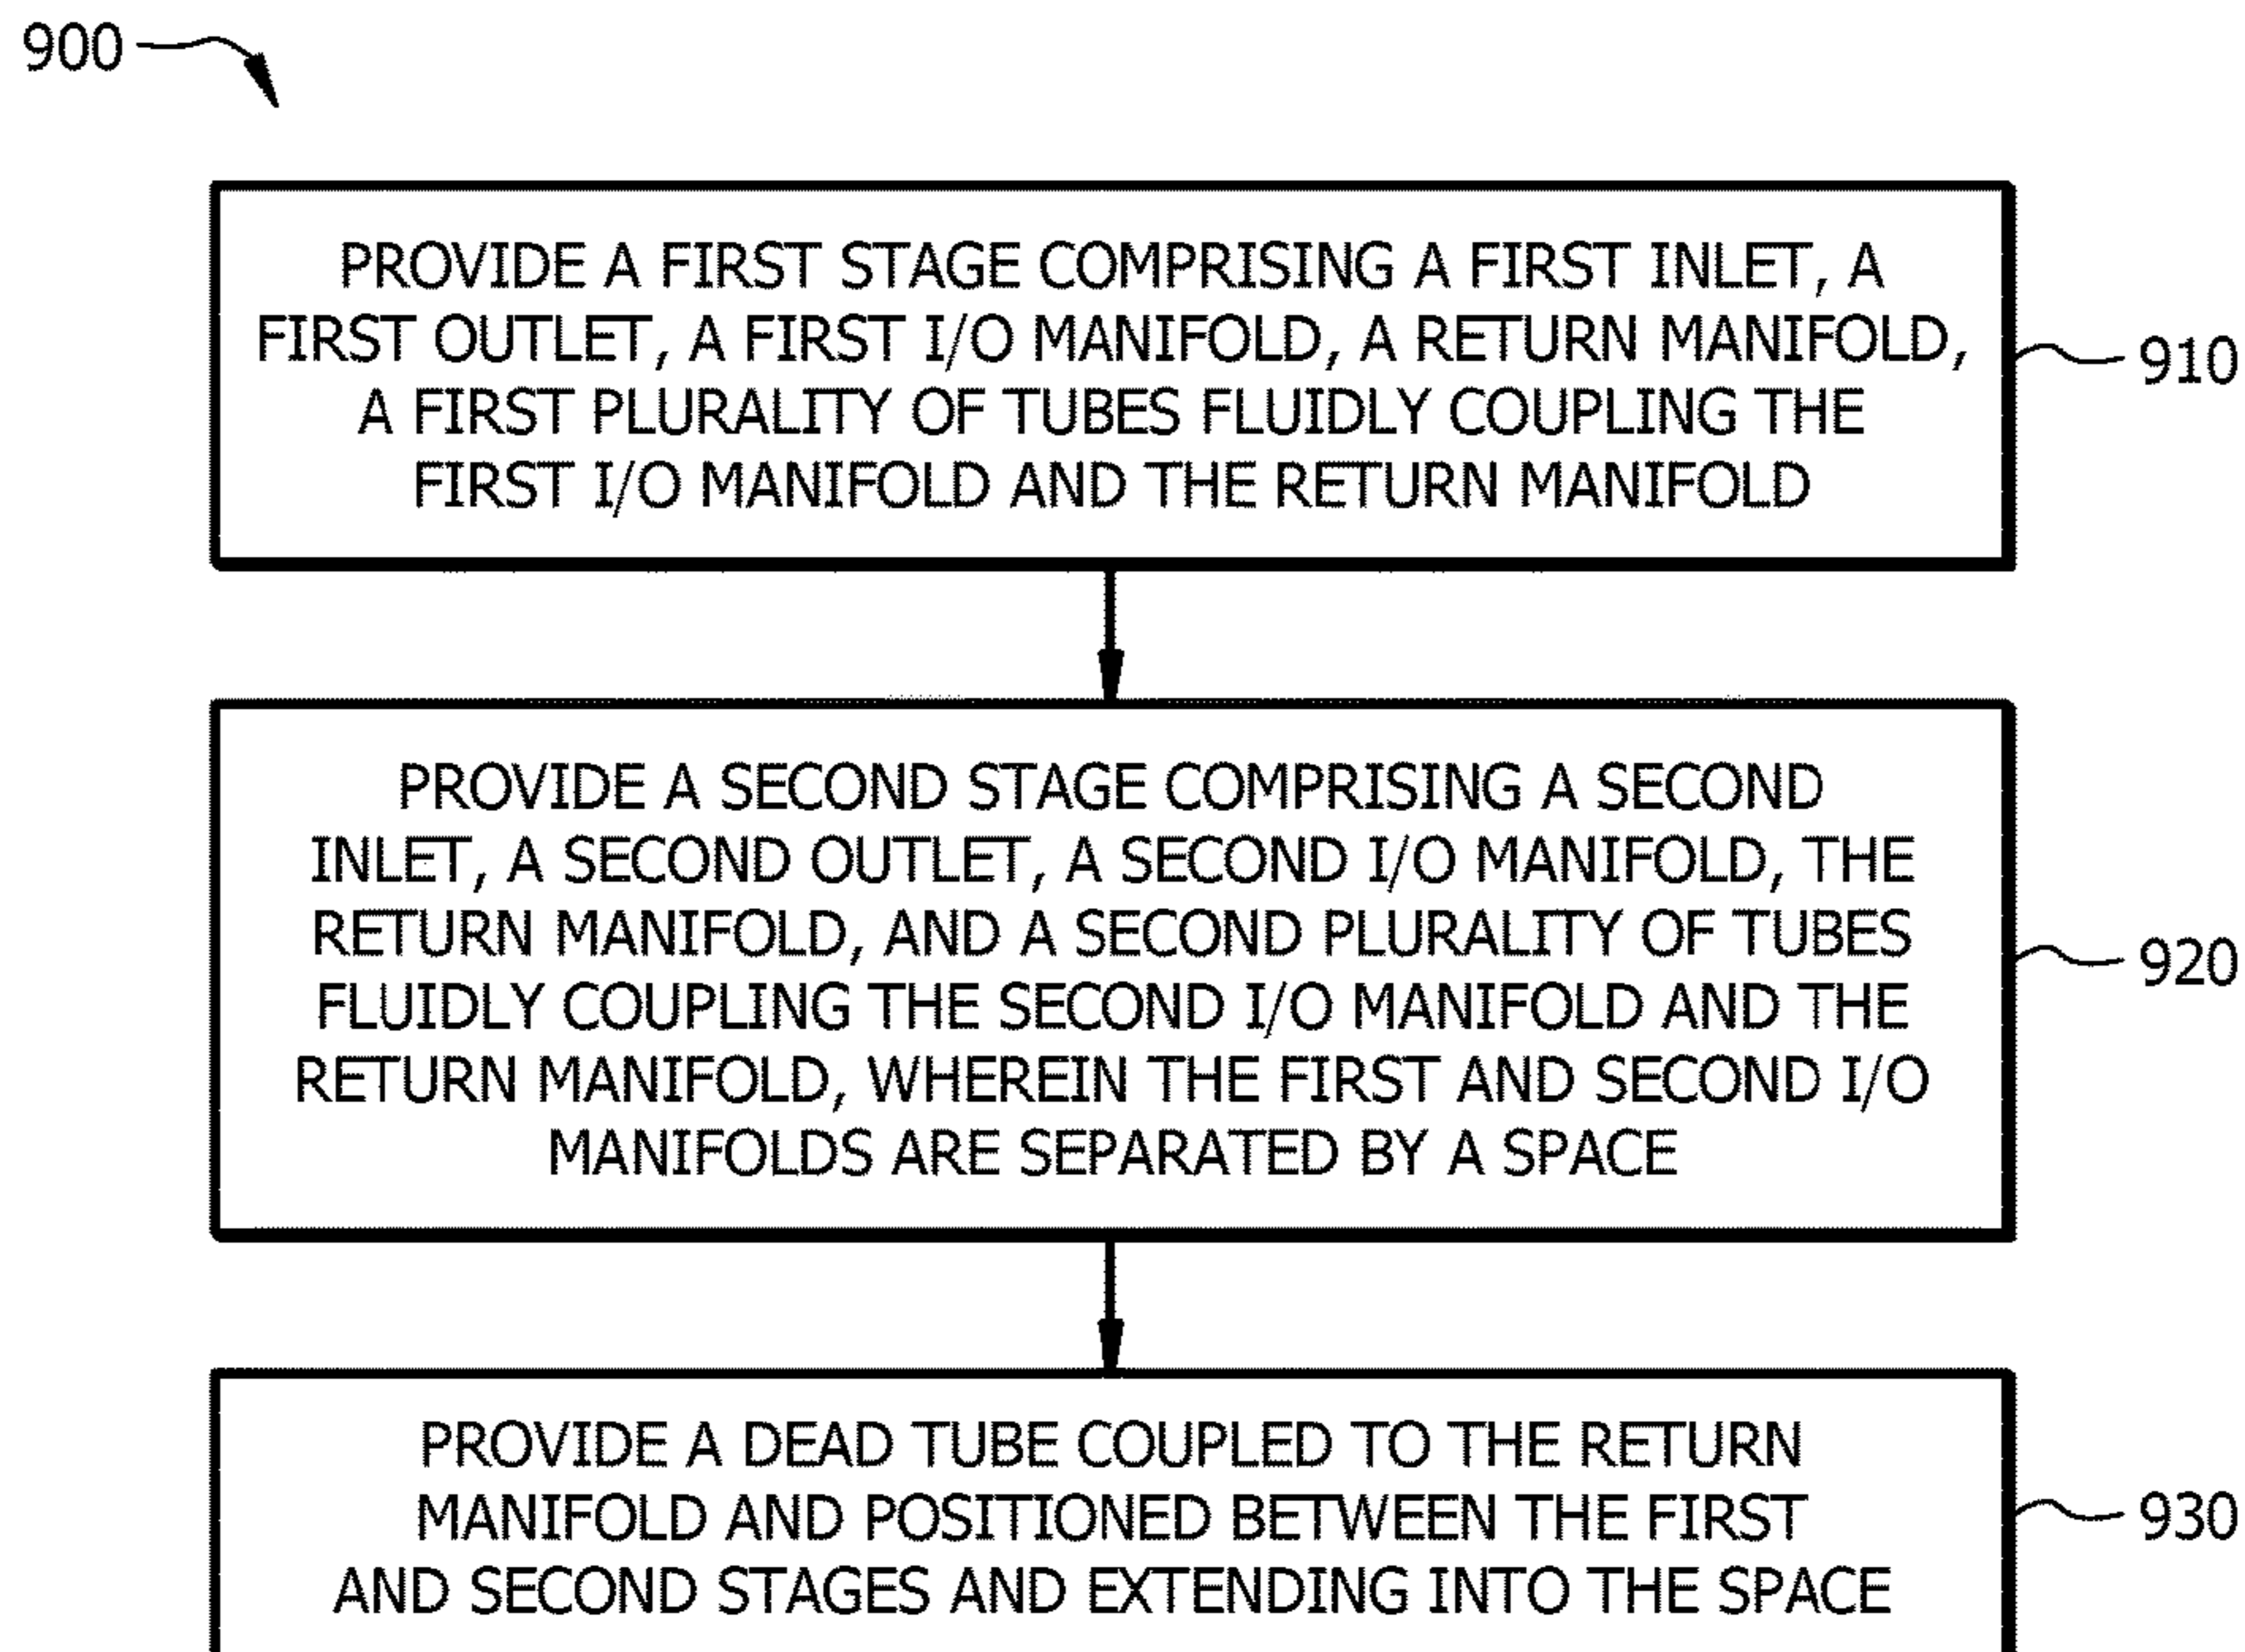 900
PROVIDE A FIRST STAGE COMPRISING A FIRST INLET, A
FIRST OUTLET, A FIRST I/O MANIFOLD, A RETURN MANIFOLD,
A FIRST PLURALITY OF TUBES FLUIDLY COUPLING THE
FIRST I/O MANIFOLD AND THE RETURN MANIFOLD
910
PROVIDE A SECOND STAGE COMPRISING A SECOND
INLET, A SECOND OUTLET, A SECOND I/O MANIFOLD, THE
RETURN MANIFOLD, AND A SECOND PLURALITY OF TUBES
FLUIDLY COUPLING THE SECOND I/O MANIFOLD AND THE
RETURN MANIFOLD, WHEREIN THE FIRST AND SECOND I/O
MANIFOLDS ARE SEPARATED BY A SPACE
920
PROVIDE A DEAD TUBE COUPLED TO THE RETURN
MANIFOLD AND POSITIONED BETWEEN THE FIRST
AND SECOND STAGES AND EXTENDING INTO THE SPACE
930